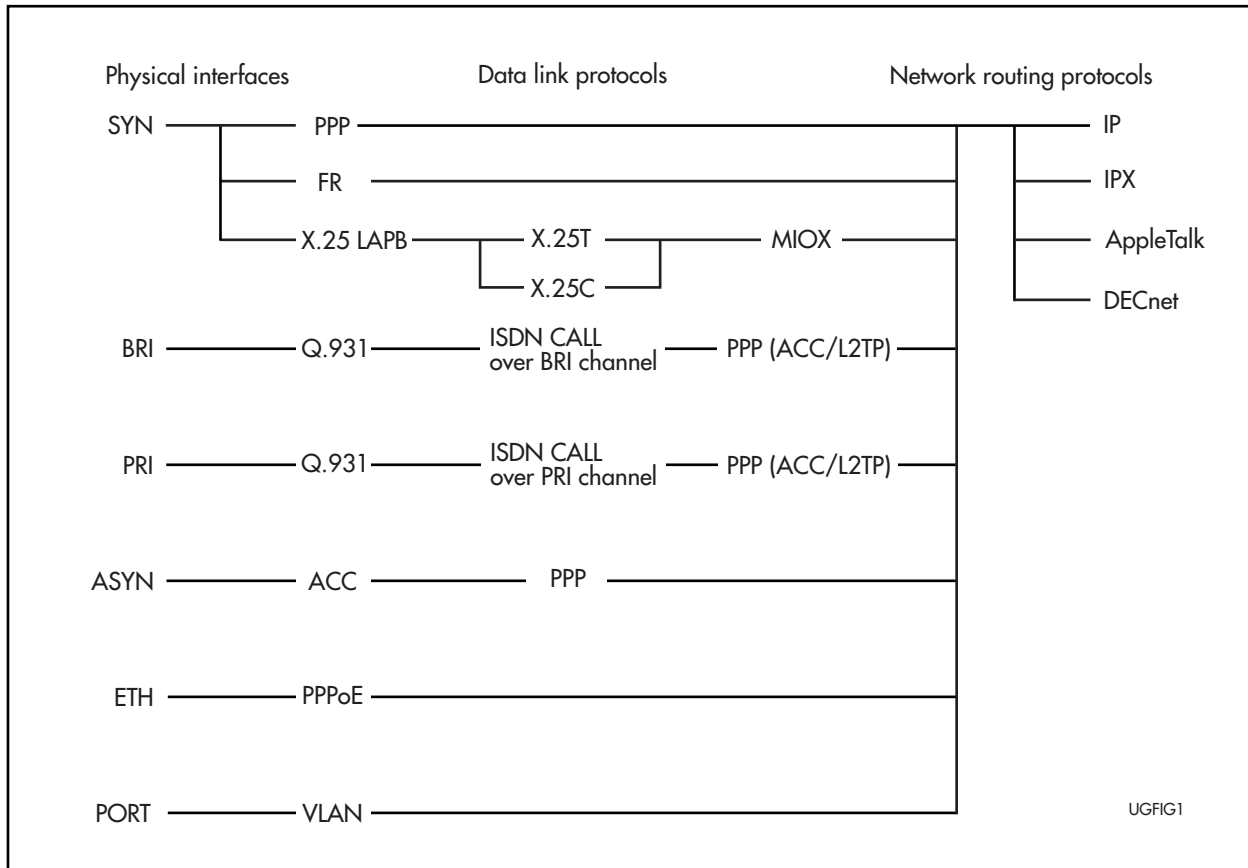 Physical interfaces Data link protocols Network routing protocols
SYN PPP IP
FR IPX
X.25 LAPB X.25T MIOX AppleTalk
X.25C DECnet
BRI Q.931 ISDN CALL
over BRI channel PPP (ACC/L2TP)
PRI Q.931 ISDN CALL
over PRI channel PPP (ACC/L2TP)
ASYN ACC PPP
ETH PPPoE
PORT VLAN UGFIG1